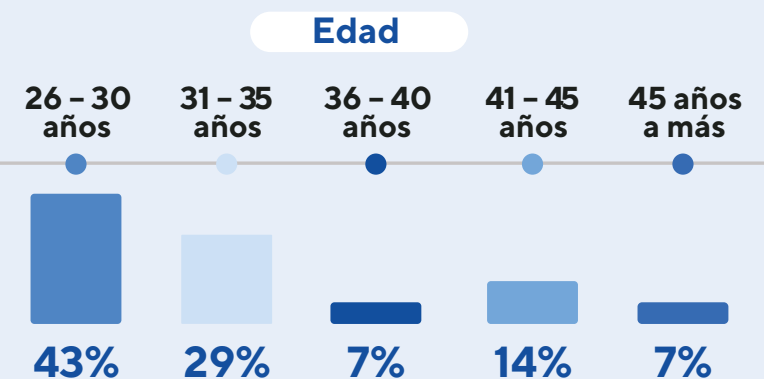 Edad
26 – 30 años
31 – 35 años
36 – 40 años
41 – 45 años
45 años a más
43%
29%
7%
14%
7%